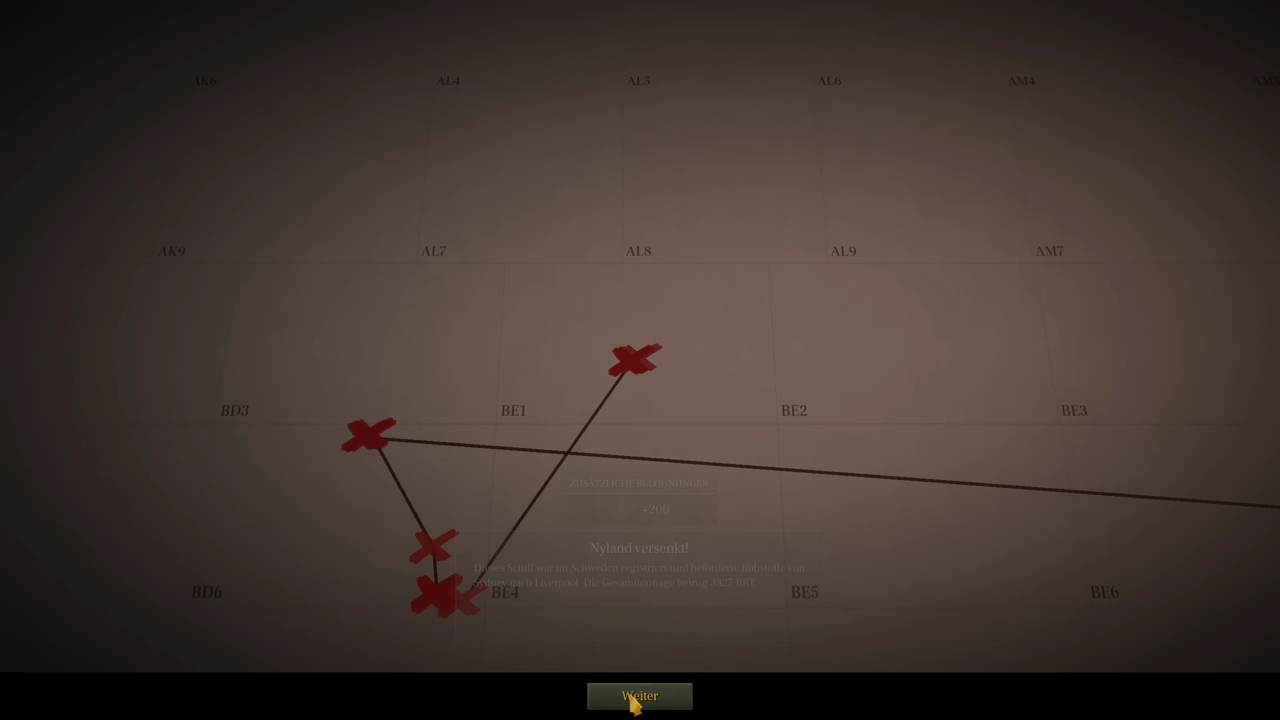 AK6 AL4 AL5 AL6 AM4
AK9 AL7 AL8 AL9 AM7
BD3 BE1 BE2 BE3
ZUSÄTZLICHE BELOHNUNGEN
+200
Nyland versenkt!
Dieses Schiff war in Schweden registriert und beförderte Rohstoffe von
Sydney nach Liverpool. Die Gesamttonnage betrug 3327 BRT.
BD6 BE4 BE5 BE6
Weiter